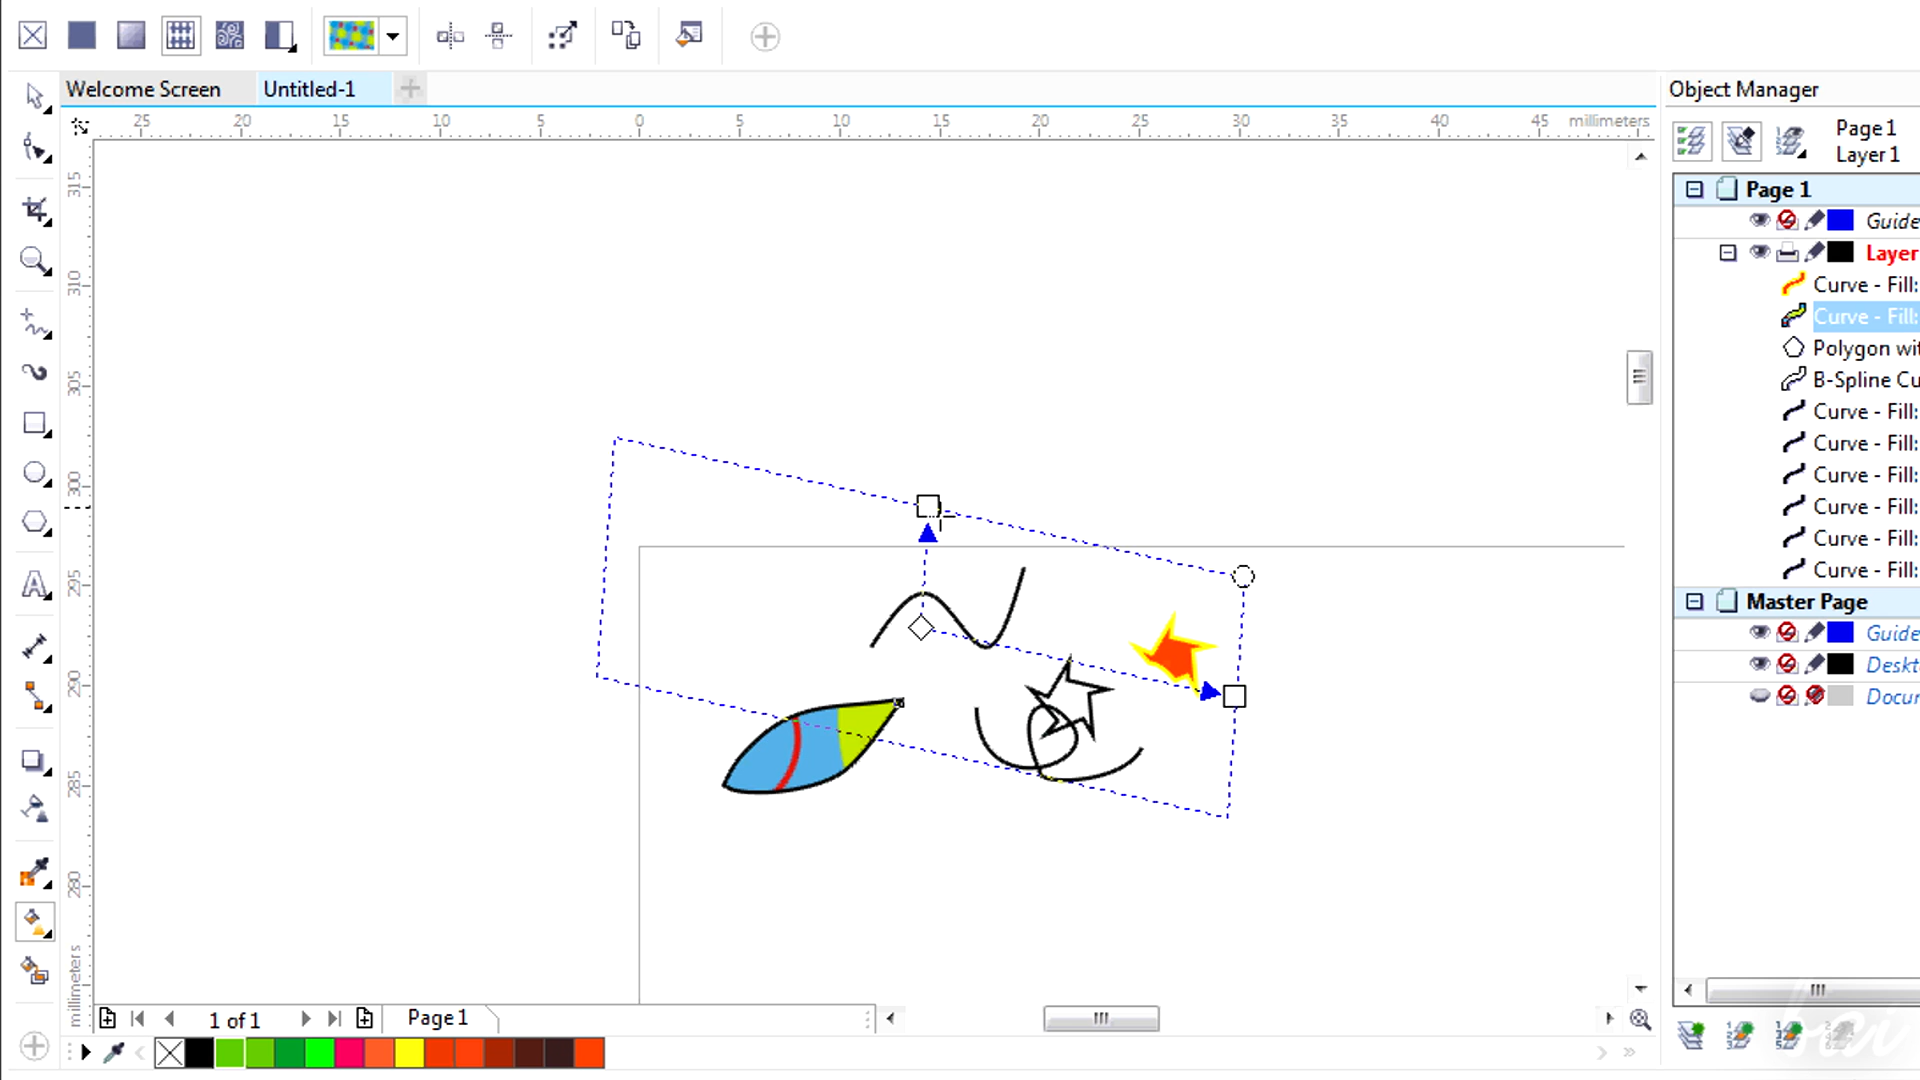 Welcome Screen
Untitled-1
Object Manager
25 20 15 10 5 0 5 10 15 20 25 30 35 40 45 millimeters
Page 1
Layer 1
315
310
305
300
295
290
285
280
millimeters
Page 1
Guide
Layer
Curve - Fill:
Curve - Fill:
Polygon wit
B-Spline Cu
Curve - Fill:
Curve - Fill:
Curve - Fill:
Curve - Fill:
Curve - Fill:
Curve - Fill:
Master Page
Guide
Deskt
Docur
A
1 of 1
Page 1